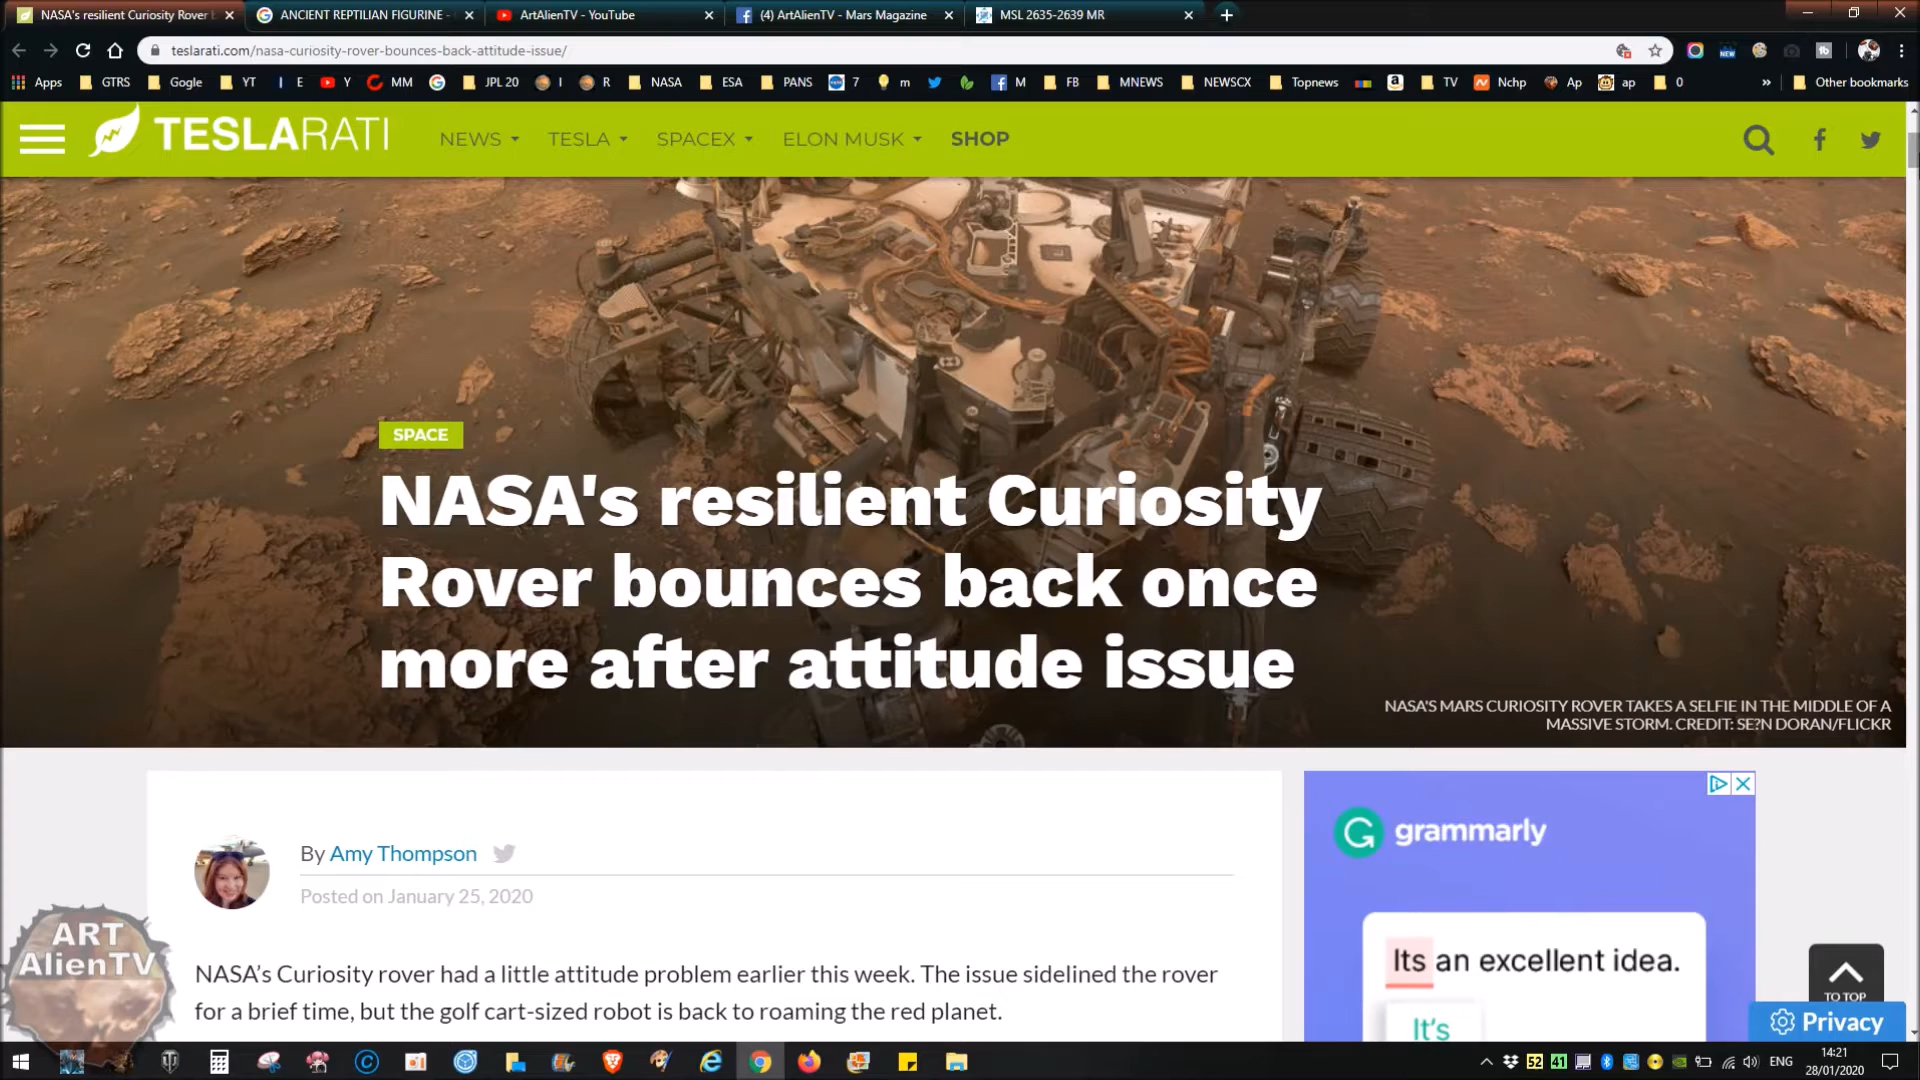 NASA's resilient Curiosity Rover b
ANCIENT REPTILIAN FIGURINE -
ArtAlienTV - YouTube
(4) ArtAlienTV - Mars Magazine
MSL 2635-2639 MR
teslarati.com/nasa-curiosity-rover-bounces-back-attitude-issue/
Apps GTRS Gogle YT E Y MM JPL 20 I R NASA ESA PANS 7 m M FB MNEWS NEWSCX Topnews TV Nchp Ap ap 0 » Other bookmarks
TESLARATI
NEWS TESLA SPACEX ELON MUSK SHOP
SPACE
NASA's resilient Curiosity
Rover bounces back once
more after attitude issue
NASA'S MARS CURIOSITY ROVER TAKES A SELFIE IN THE MIDDLE OF A
MASSIVE STORM. CREDIT: SE?N DORAN/FLICKR
By Amy Thompson
Posted on January 25, 2020
NASA’s Curiosity rover had a little attitude problem earlier this week. The issue sidelined the rover
for a brief time, but the golf cart-sized robot is back to roaming the red planet.
grammarly
Its an excellent idea.
It’s
TO TOP
Privacy
ART
AlienTV
52 41 ENG
14:21
28/01/2020